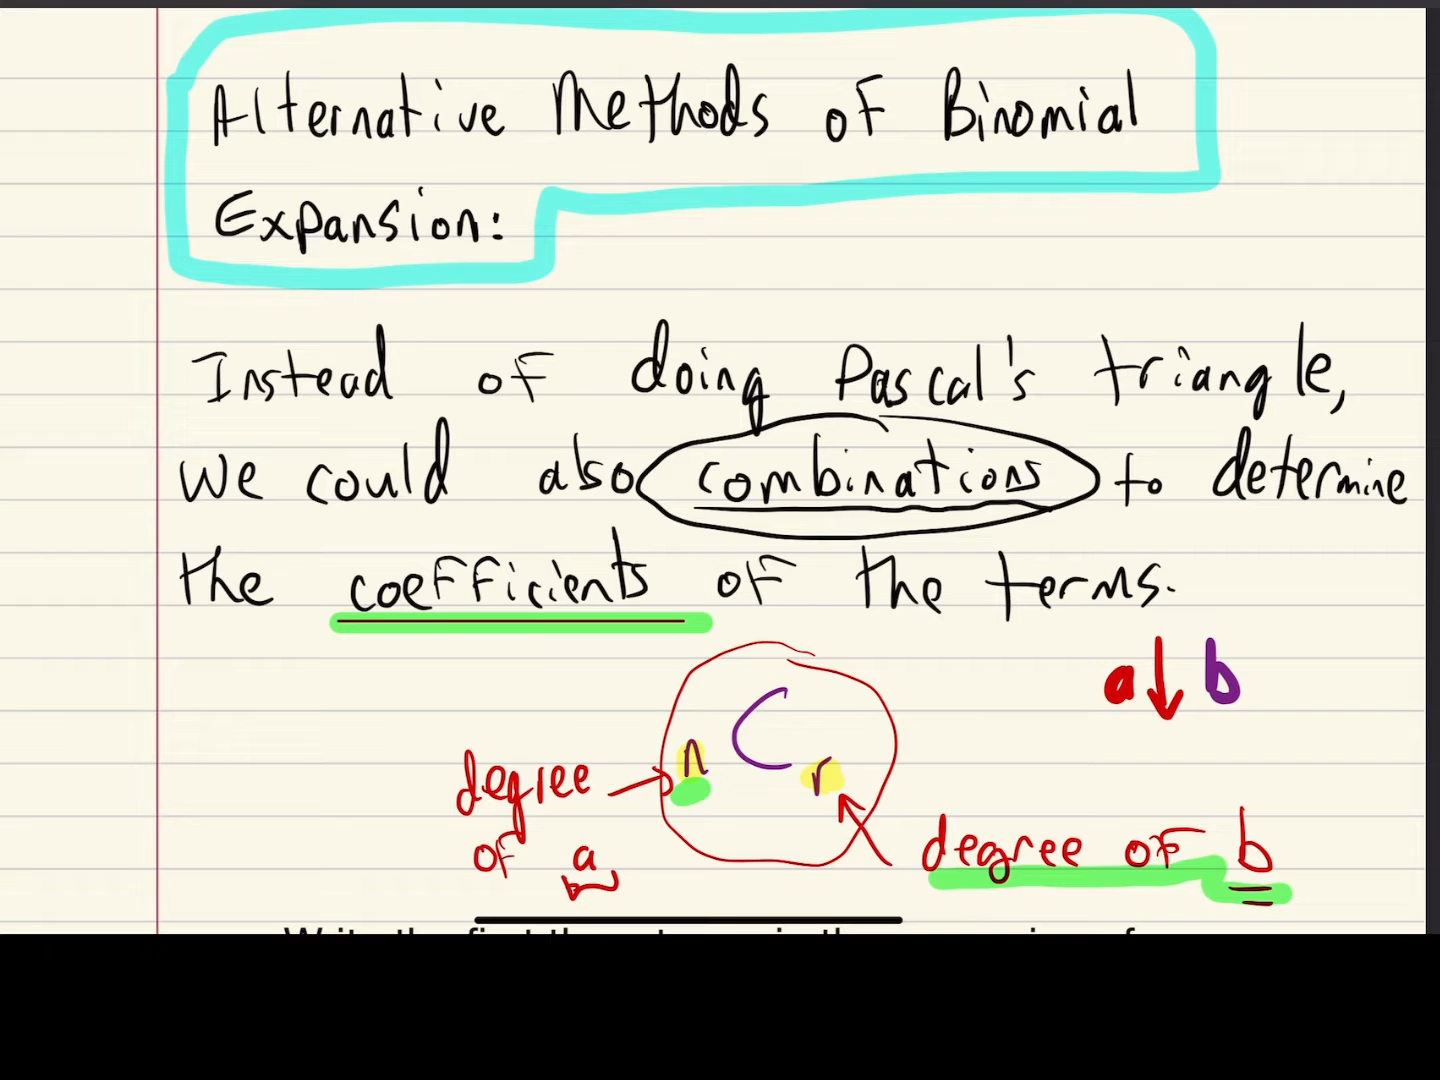 Alternative Methods of Binomial
Expansion:
Instead of doing Pascal's triangle,
we could also combinations to determine
the coefficients of the terms.
a ↓ b
n C r
degree
of a
degree of b